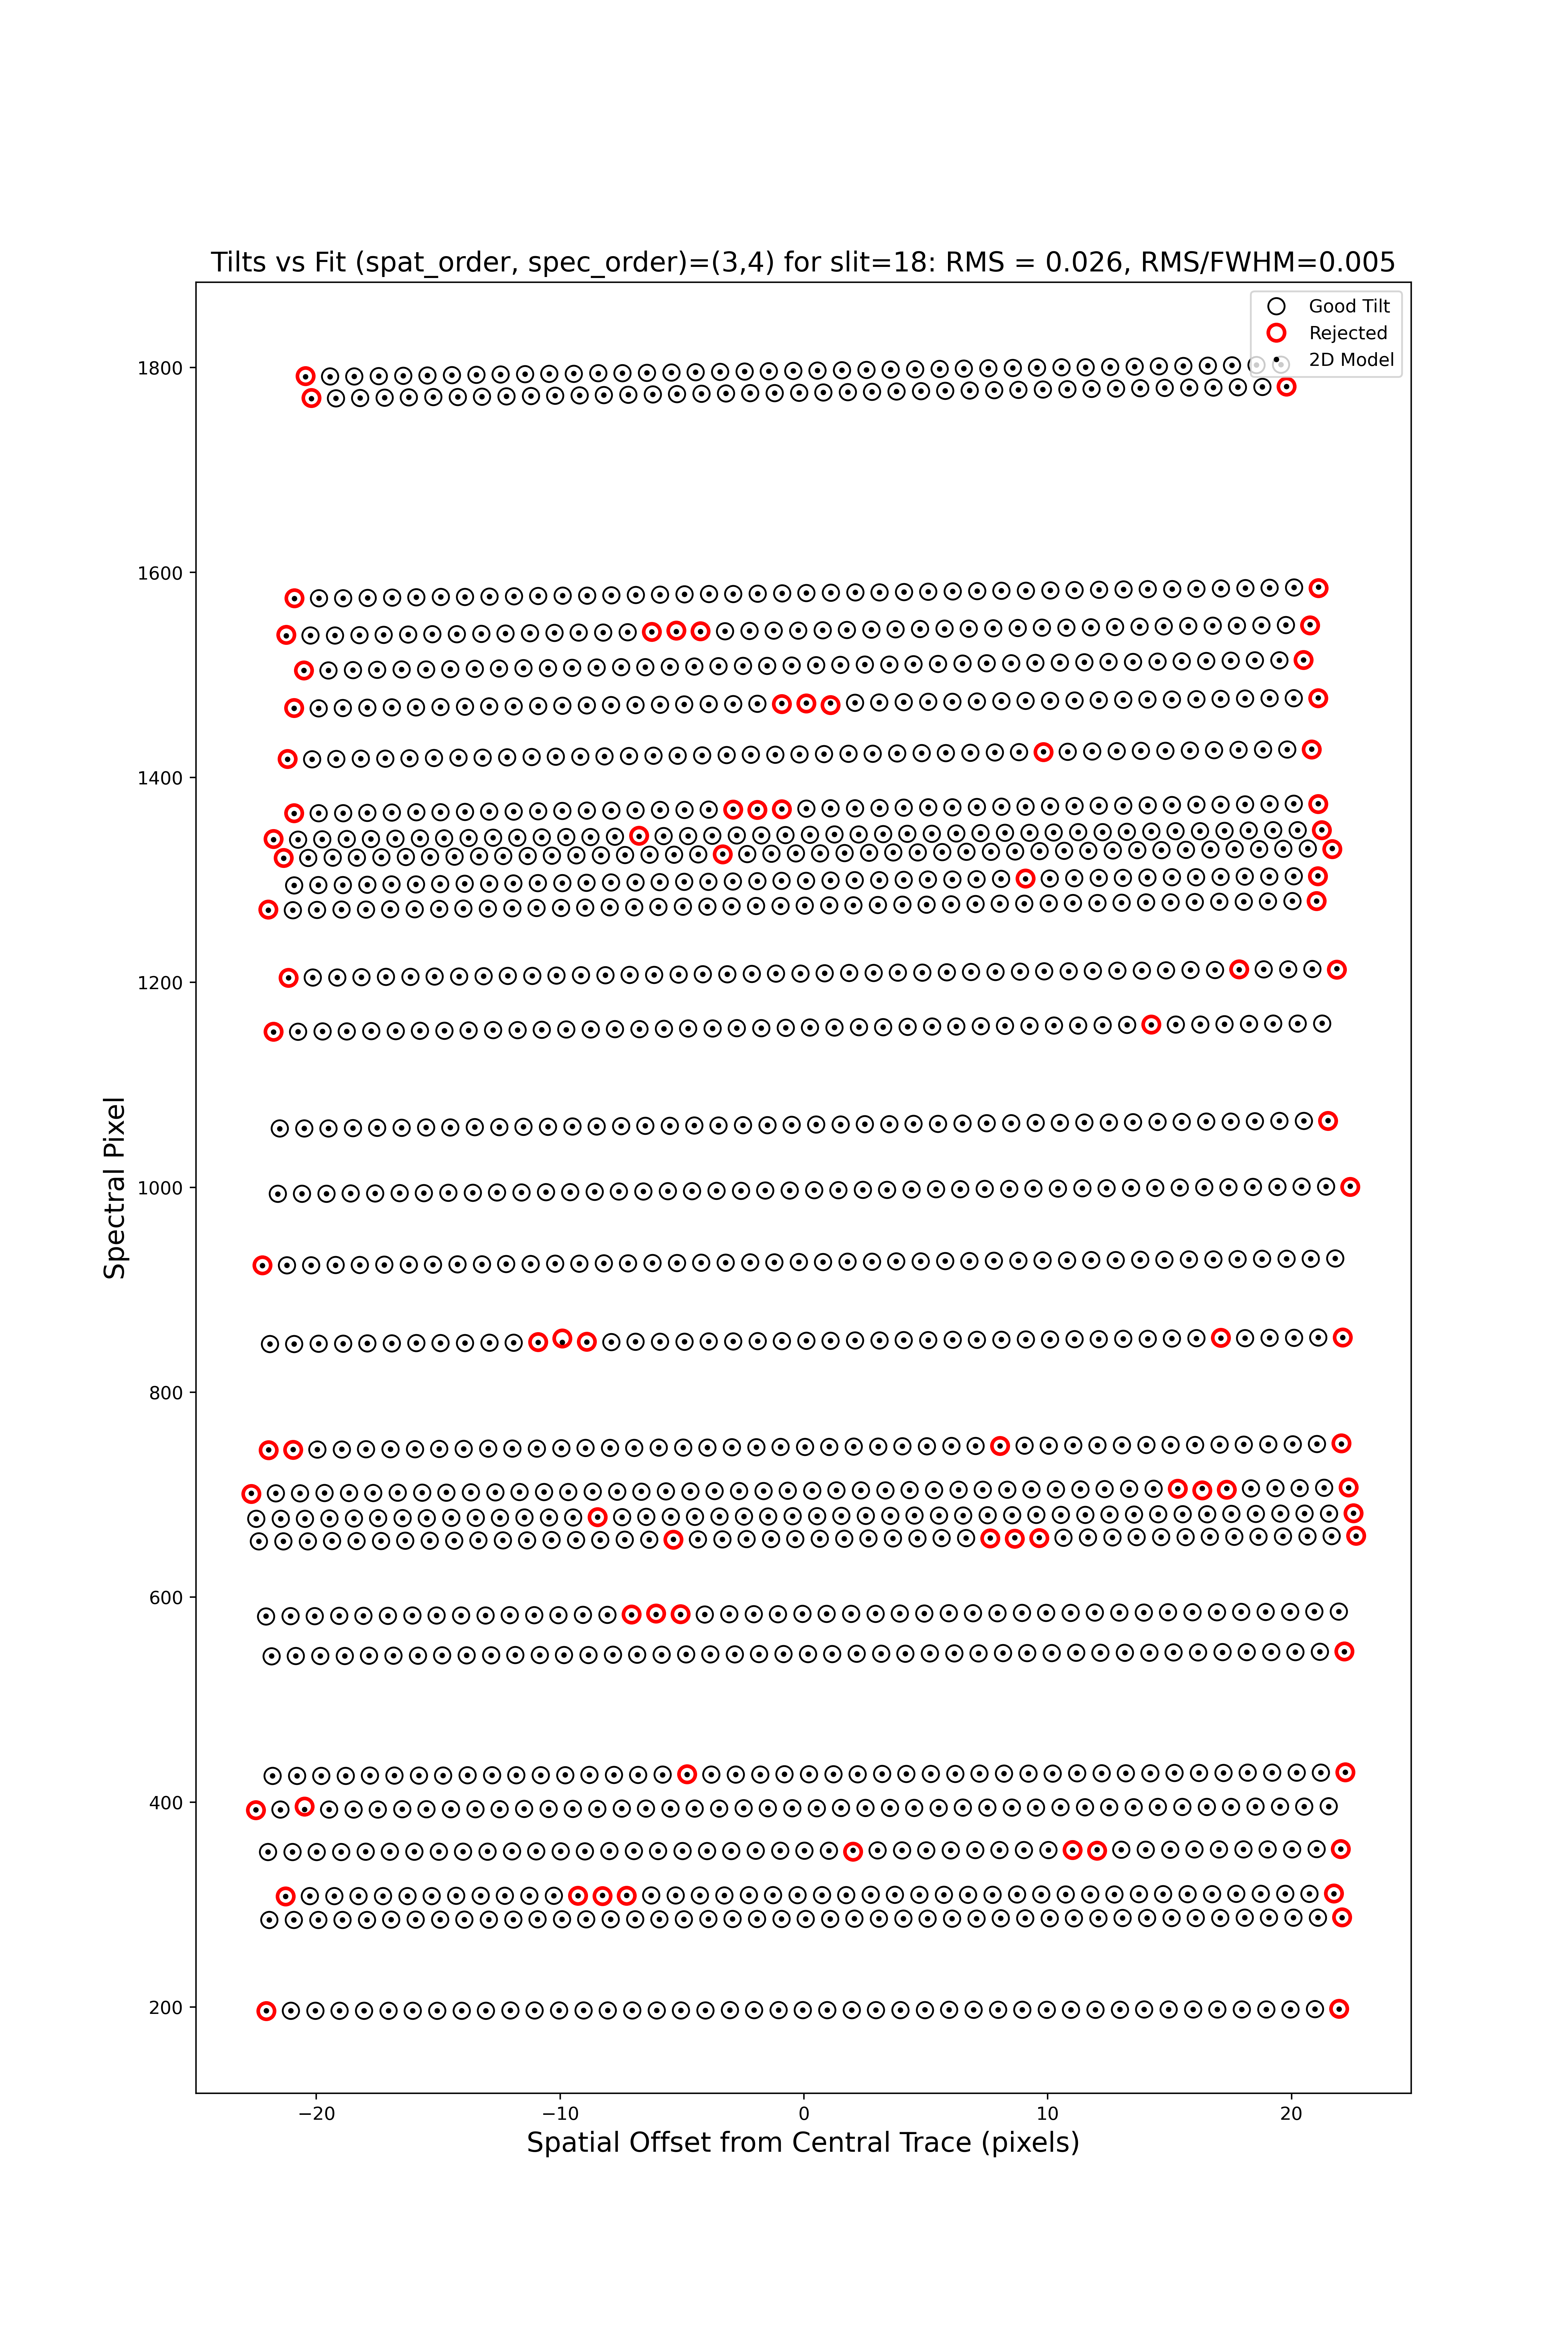 Tilts vs Fit (spat_order, spec_order)=(3,4) for slit=18: RMS = 0.026, RMS/FWHM=0.005
Good Tilt
Rejected
2D Model
1800
1600
1400
1200
1000
800
600
400
200
Spectral Pixel
−20
−10
0
10
20
Spatial Offset from Central Trace (pixels)